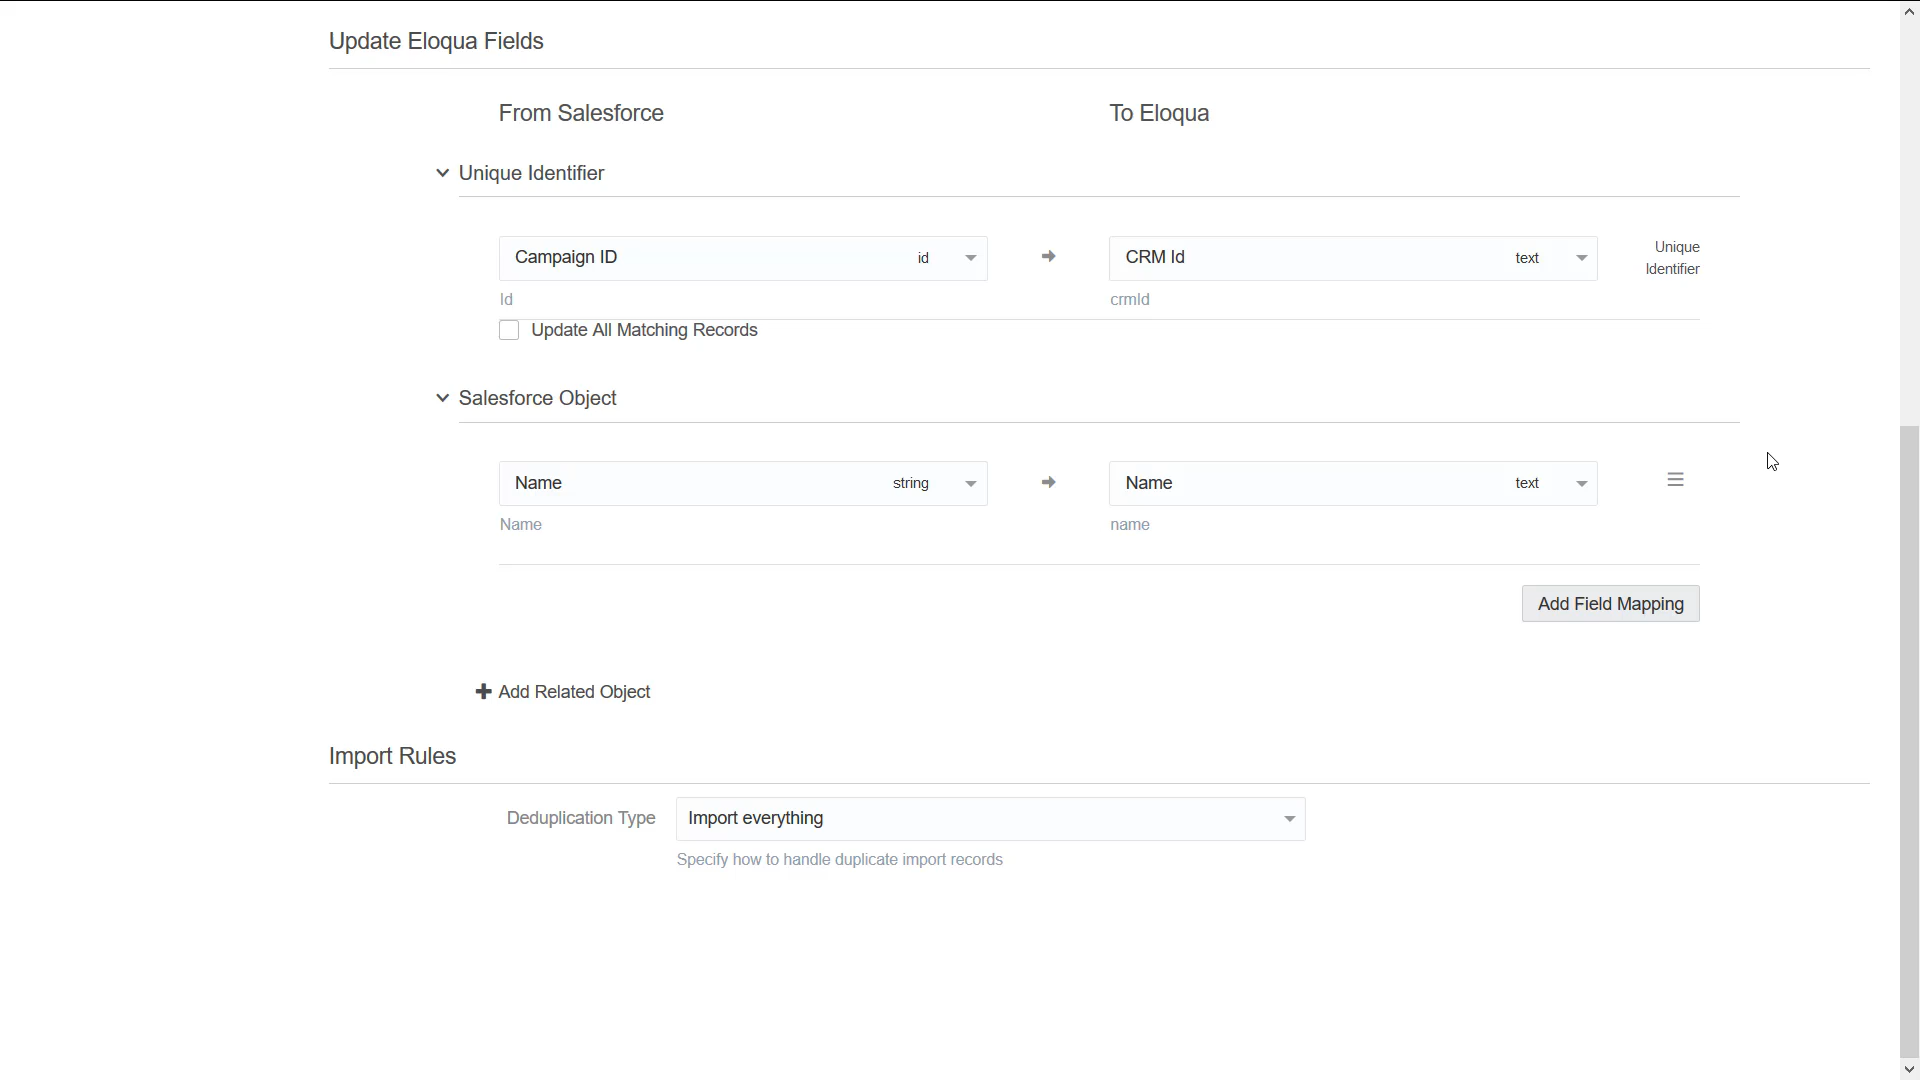 Update Eloqua Fields
From Salesforce To Eloqua
Unique Identifier
Campaign ID id CRM Id text Unique
Identifier
Id crmId
Update All Matching Records
Salesforce Object
Name string Name text
Name name
Add Field Mapping
Add Related Object
Import Rules
Deduplication Type Import everything
Specify how to handle duplicate import records